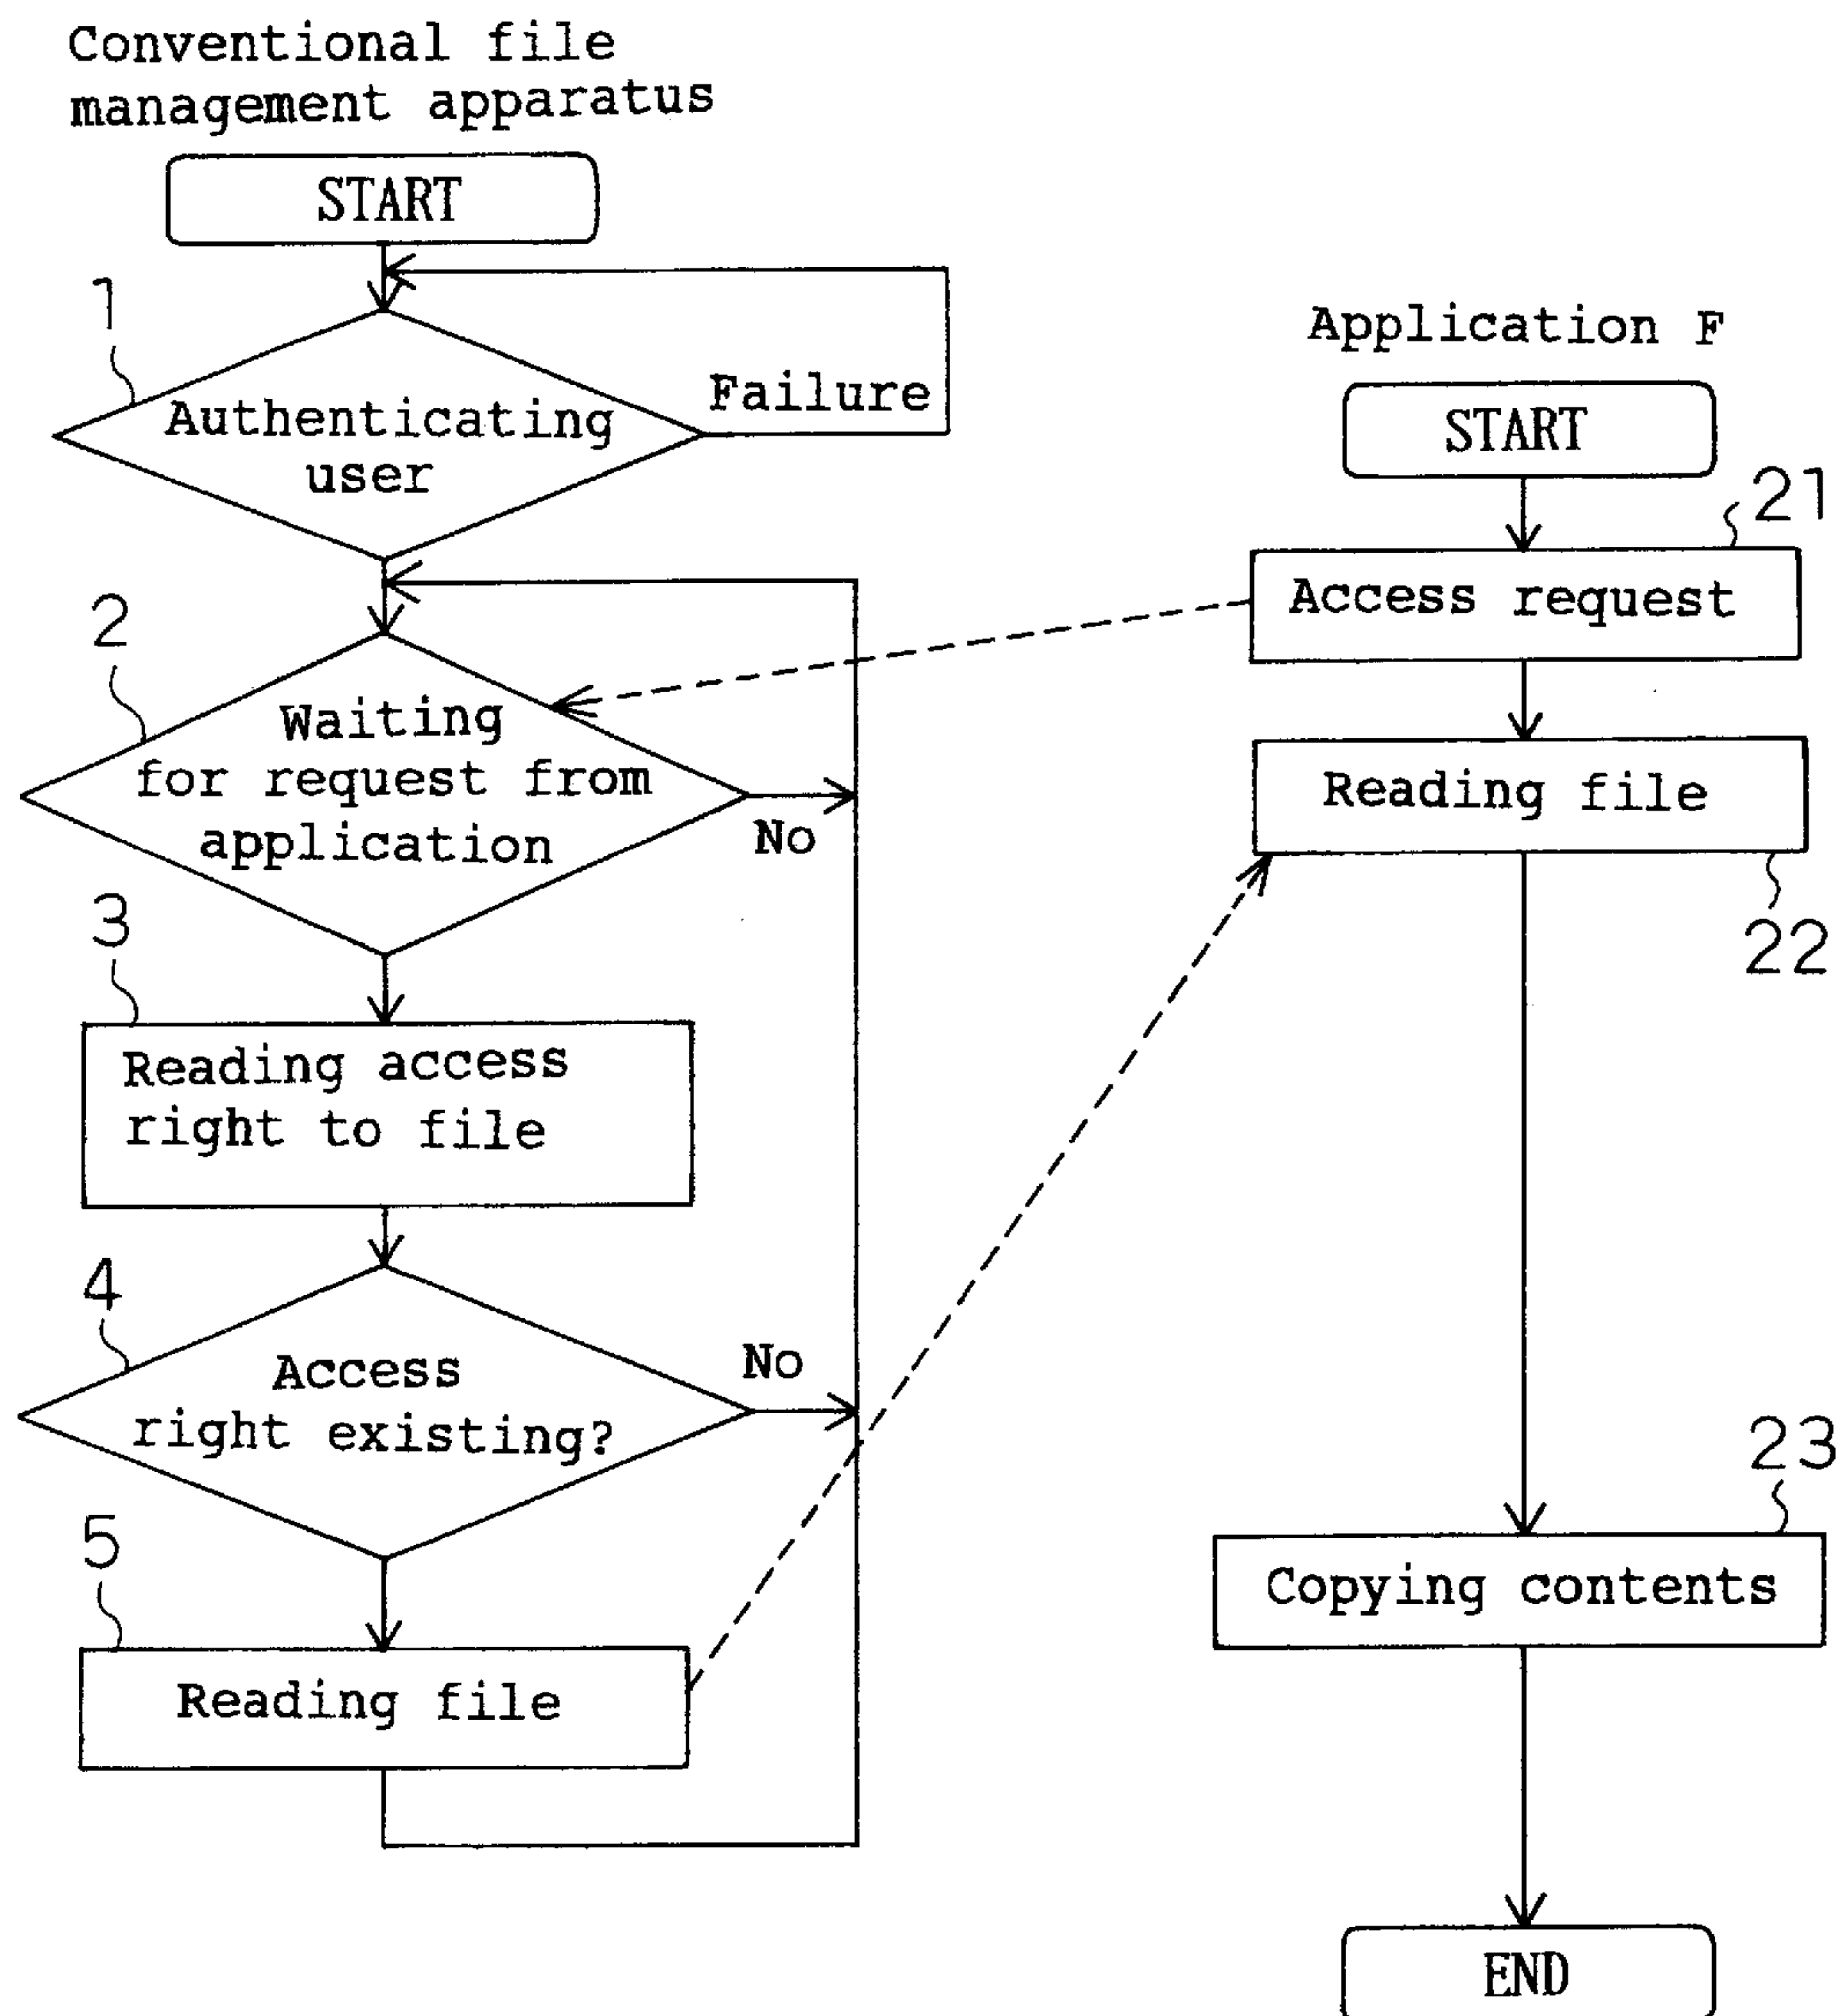 Conventional file
management apparatus
START
1
Authenticating
user
Failure
2
Waiting
for request from
application
No
3
Reading access
right to file
4
Access
right existing?
No
5
Reading file
Application F
START
21
Access request
Reading file
22
23
Copying contents
END